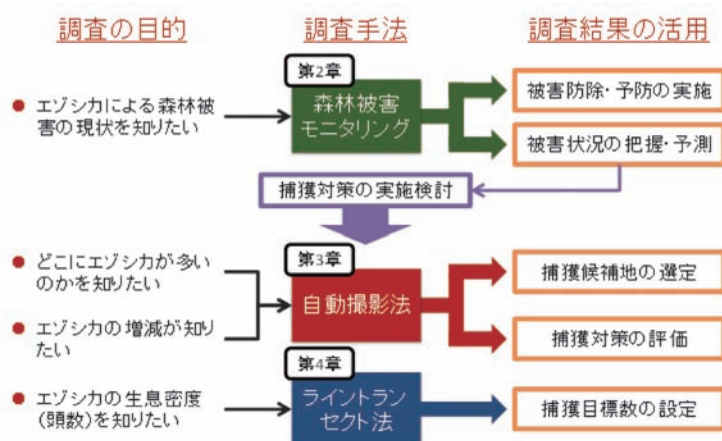 調査の目的
調査手法
調査結果の活用
第2章
● エゾシカによる森林被
害の現状を知りたい
森林被害
モニタリング
被害防除・予防の実施
被害状況の把握・予測
捕獲対策の実施検討
第3章
● どこにエゾシカが多い
のかを知りたい
● エゾシカの増減が知り
たい
自動撮影法
捕獲候補地の選定
捕獲対策の評価
第4章
● エゾシカの生息密度
(頭数)を知りたい
ライントラン
セクト法
捕獲目標数の設定